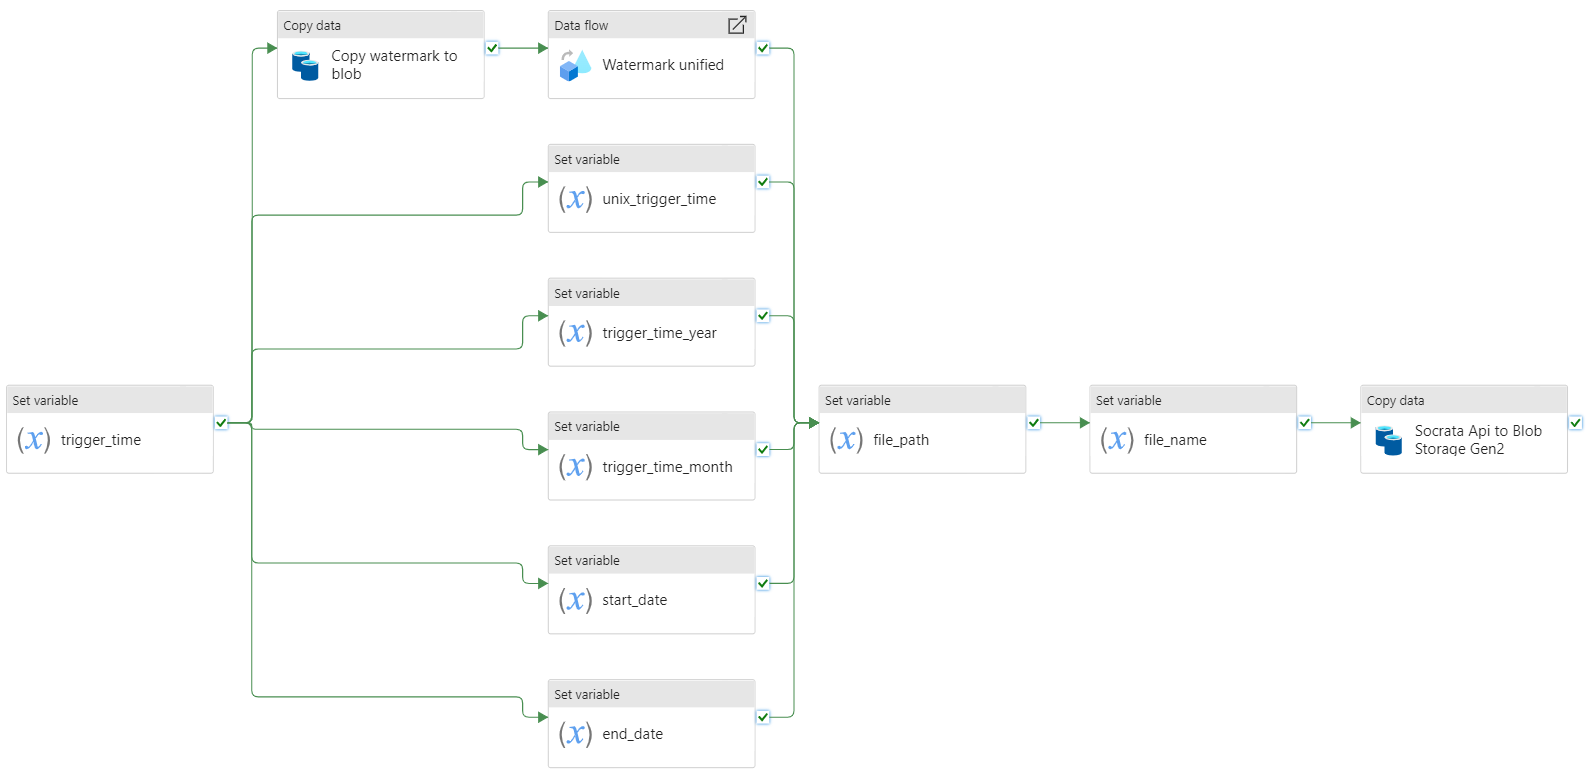 Copy data
Copy watermark to
blob
Data flow
Watermark unified
Set variable
(x) unix_trigger_time
Set variable
(x) trigger_time_year
Set variable
(x) trigger_time
Set variable
(x) trigger_time_month
Set variable
(x) file_path
Set variable
(x) file_name
Copy data
Socrata Api to Blob
Storage Gen2
Set variable
(x) start_date
Set variable
(x) end_date